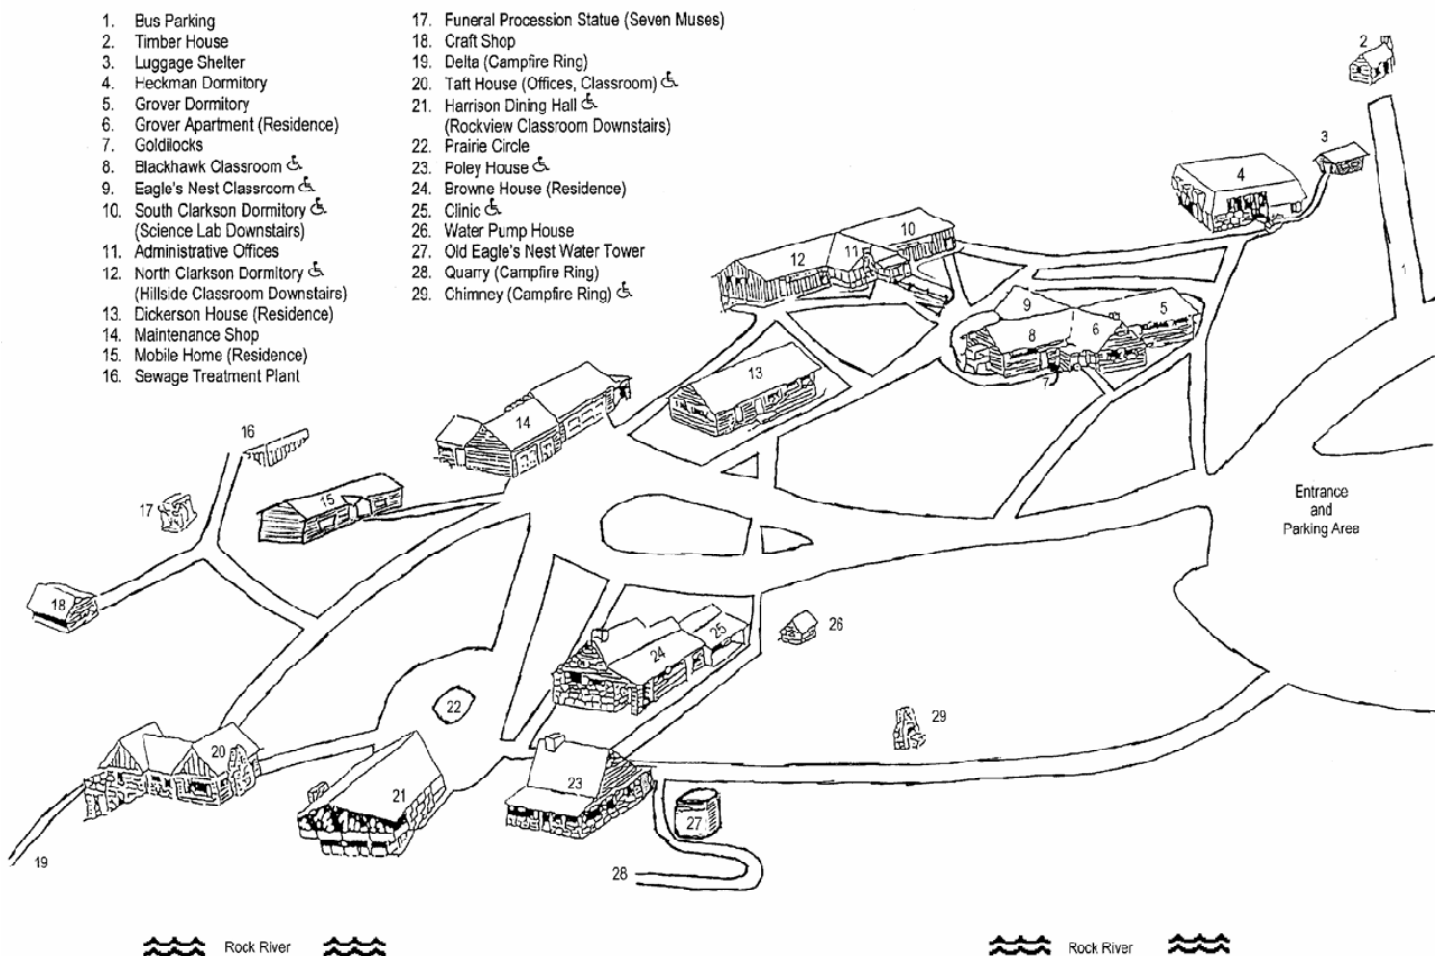 1. Bus Parking
2. Timber House
3. Luggage Shelter
4. Heckman Dormitory
5. Grover Dormitory
6. Grover Apartment (Residence)
7. Goldilocks
8. Blackhawk Classroom
9. Eagle's Nest Classroom
10. South Clarkson Dormitory
(Science Lab Downstairs)
11. Administrative Offices
12. North Clarkson Dormitory
(Hillside Classroom Downstairs)
13. Dickerson House (Residence)
14. Maintenance Shop
15. Mobile Home (Residence)
16. Sewage Treatment Plant
17. Funeral Procession Statue (Seven Muses)
18. Craft Shop
19. Delta (Campfire Ring)
20. Taft House (Offices, Classroom)
21. Harrison Dining Hall
(Rockview Classroom Downstairs)
22. Prairie Circle
23. Poley House
24. Browne House (Residence)
25. Clinic
26. Water Pump House
27. Old Eagle's Nest Water Tower
28. Quarry (Campfire Ring)
29. Chimney (Campfire Ring)
2
3
4
10
11
12
1
9
5
8
6
7
13
14
16
15
17
Entrance
and
Parking Area
18
26
25
24
22
29
20
23
21
27
19
28
Rock River
Rock River